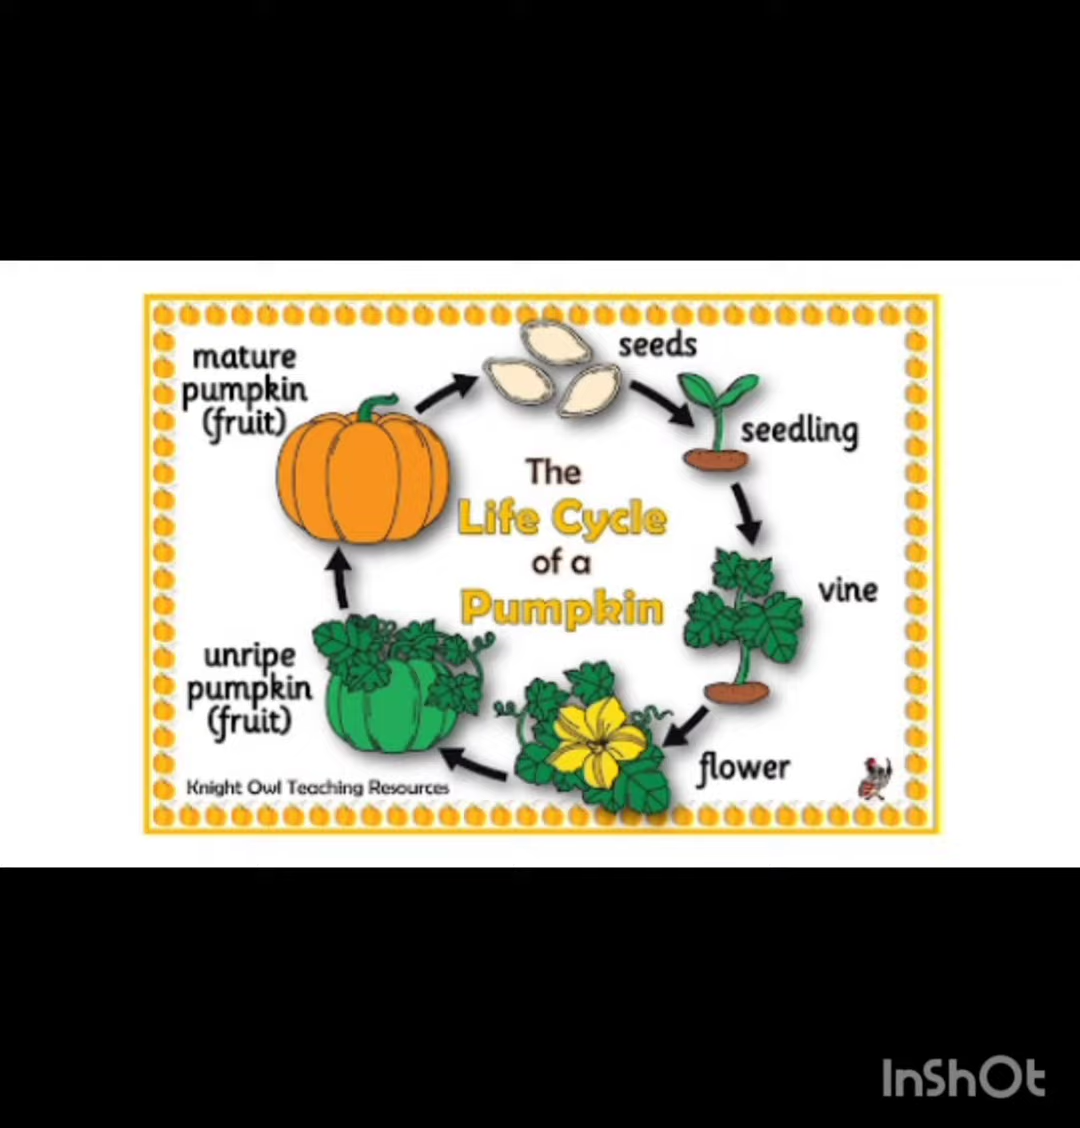 mature
pumpkin
(fruit)
seeds
seedling
The
Life Cycle
of a
Pumpkin
vine
unripe
pumpkin
(fruit)
flower
Knight Owl Teaching Resources
InShOt